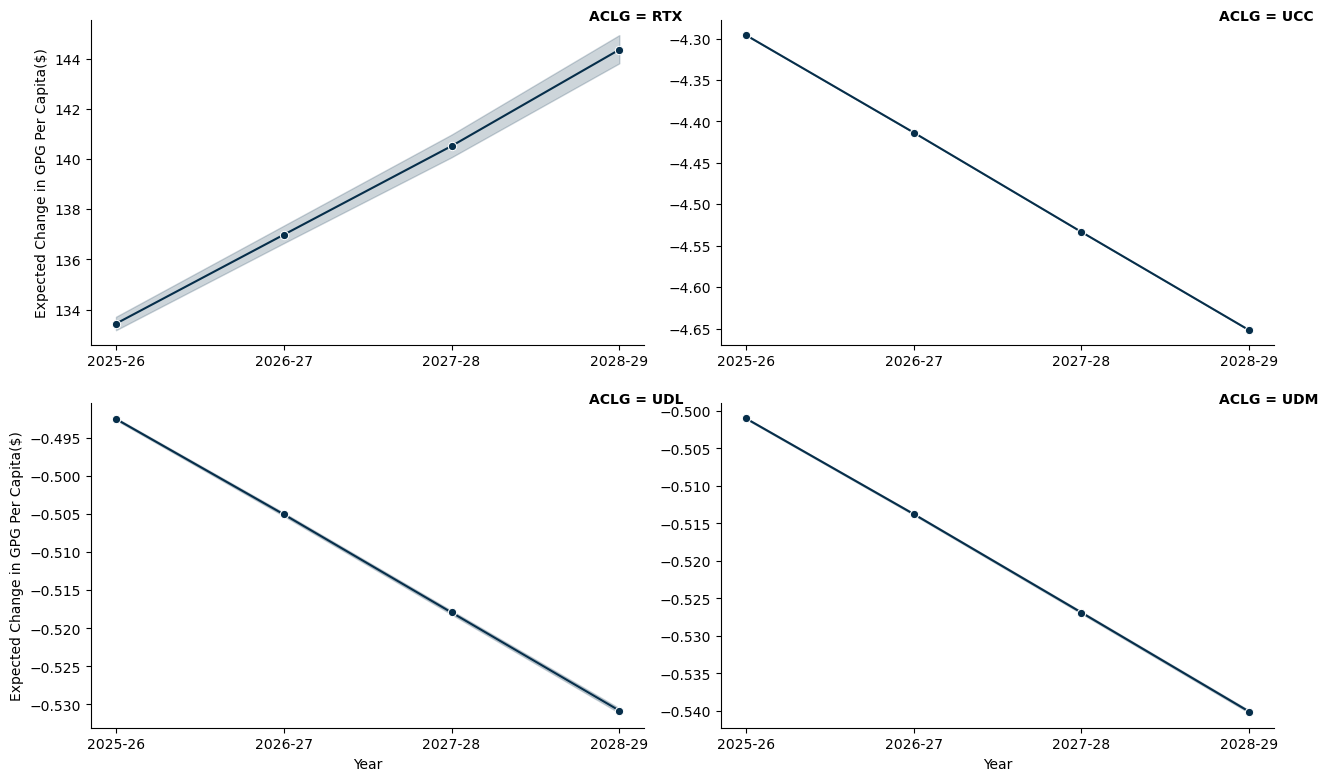 ACLG = RTX
Expected Change in GPG Per Capita($)
144
142
140
138
136
134
2025-26 2026-27 2027-28 2028-29
ACLG = UCC
−4.30
−4.35
−4.40
−4.45
−4.50
−4.55
−4.60
−4.65
2025-26 2026-27 2027-28 2028-29
ACLG = UDL
Expected Change in GPG Per Capita($)
−0.495
−0.500
−0.505
−0.510
−0.515
−0.520
−0.525
−0.530
2025-26 2026-27 2027-28 2028-29
Year
ACLG = UDM
−0.500
−0.505
−0.510
−0.515
−0.520
−0.525
−0.530
−0.535
−0.540
2025-26 2026-27 2027-28 2028-29
Year